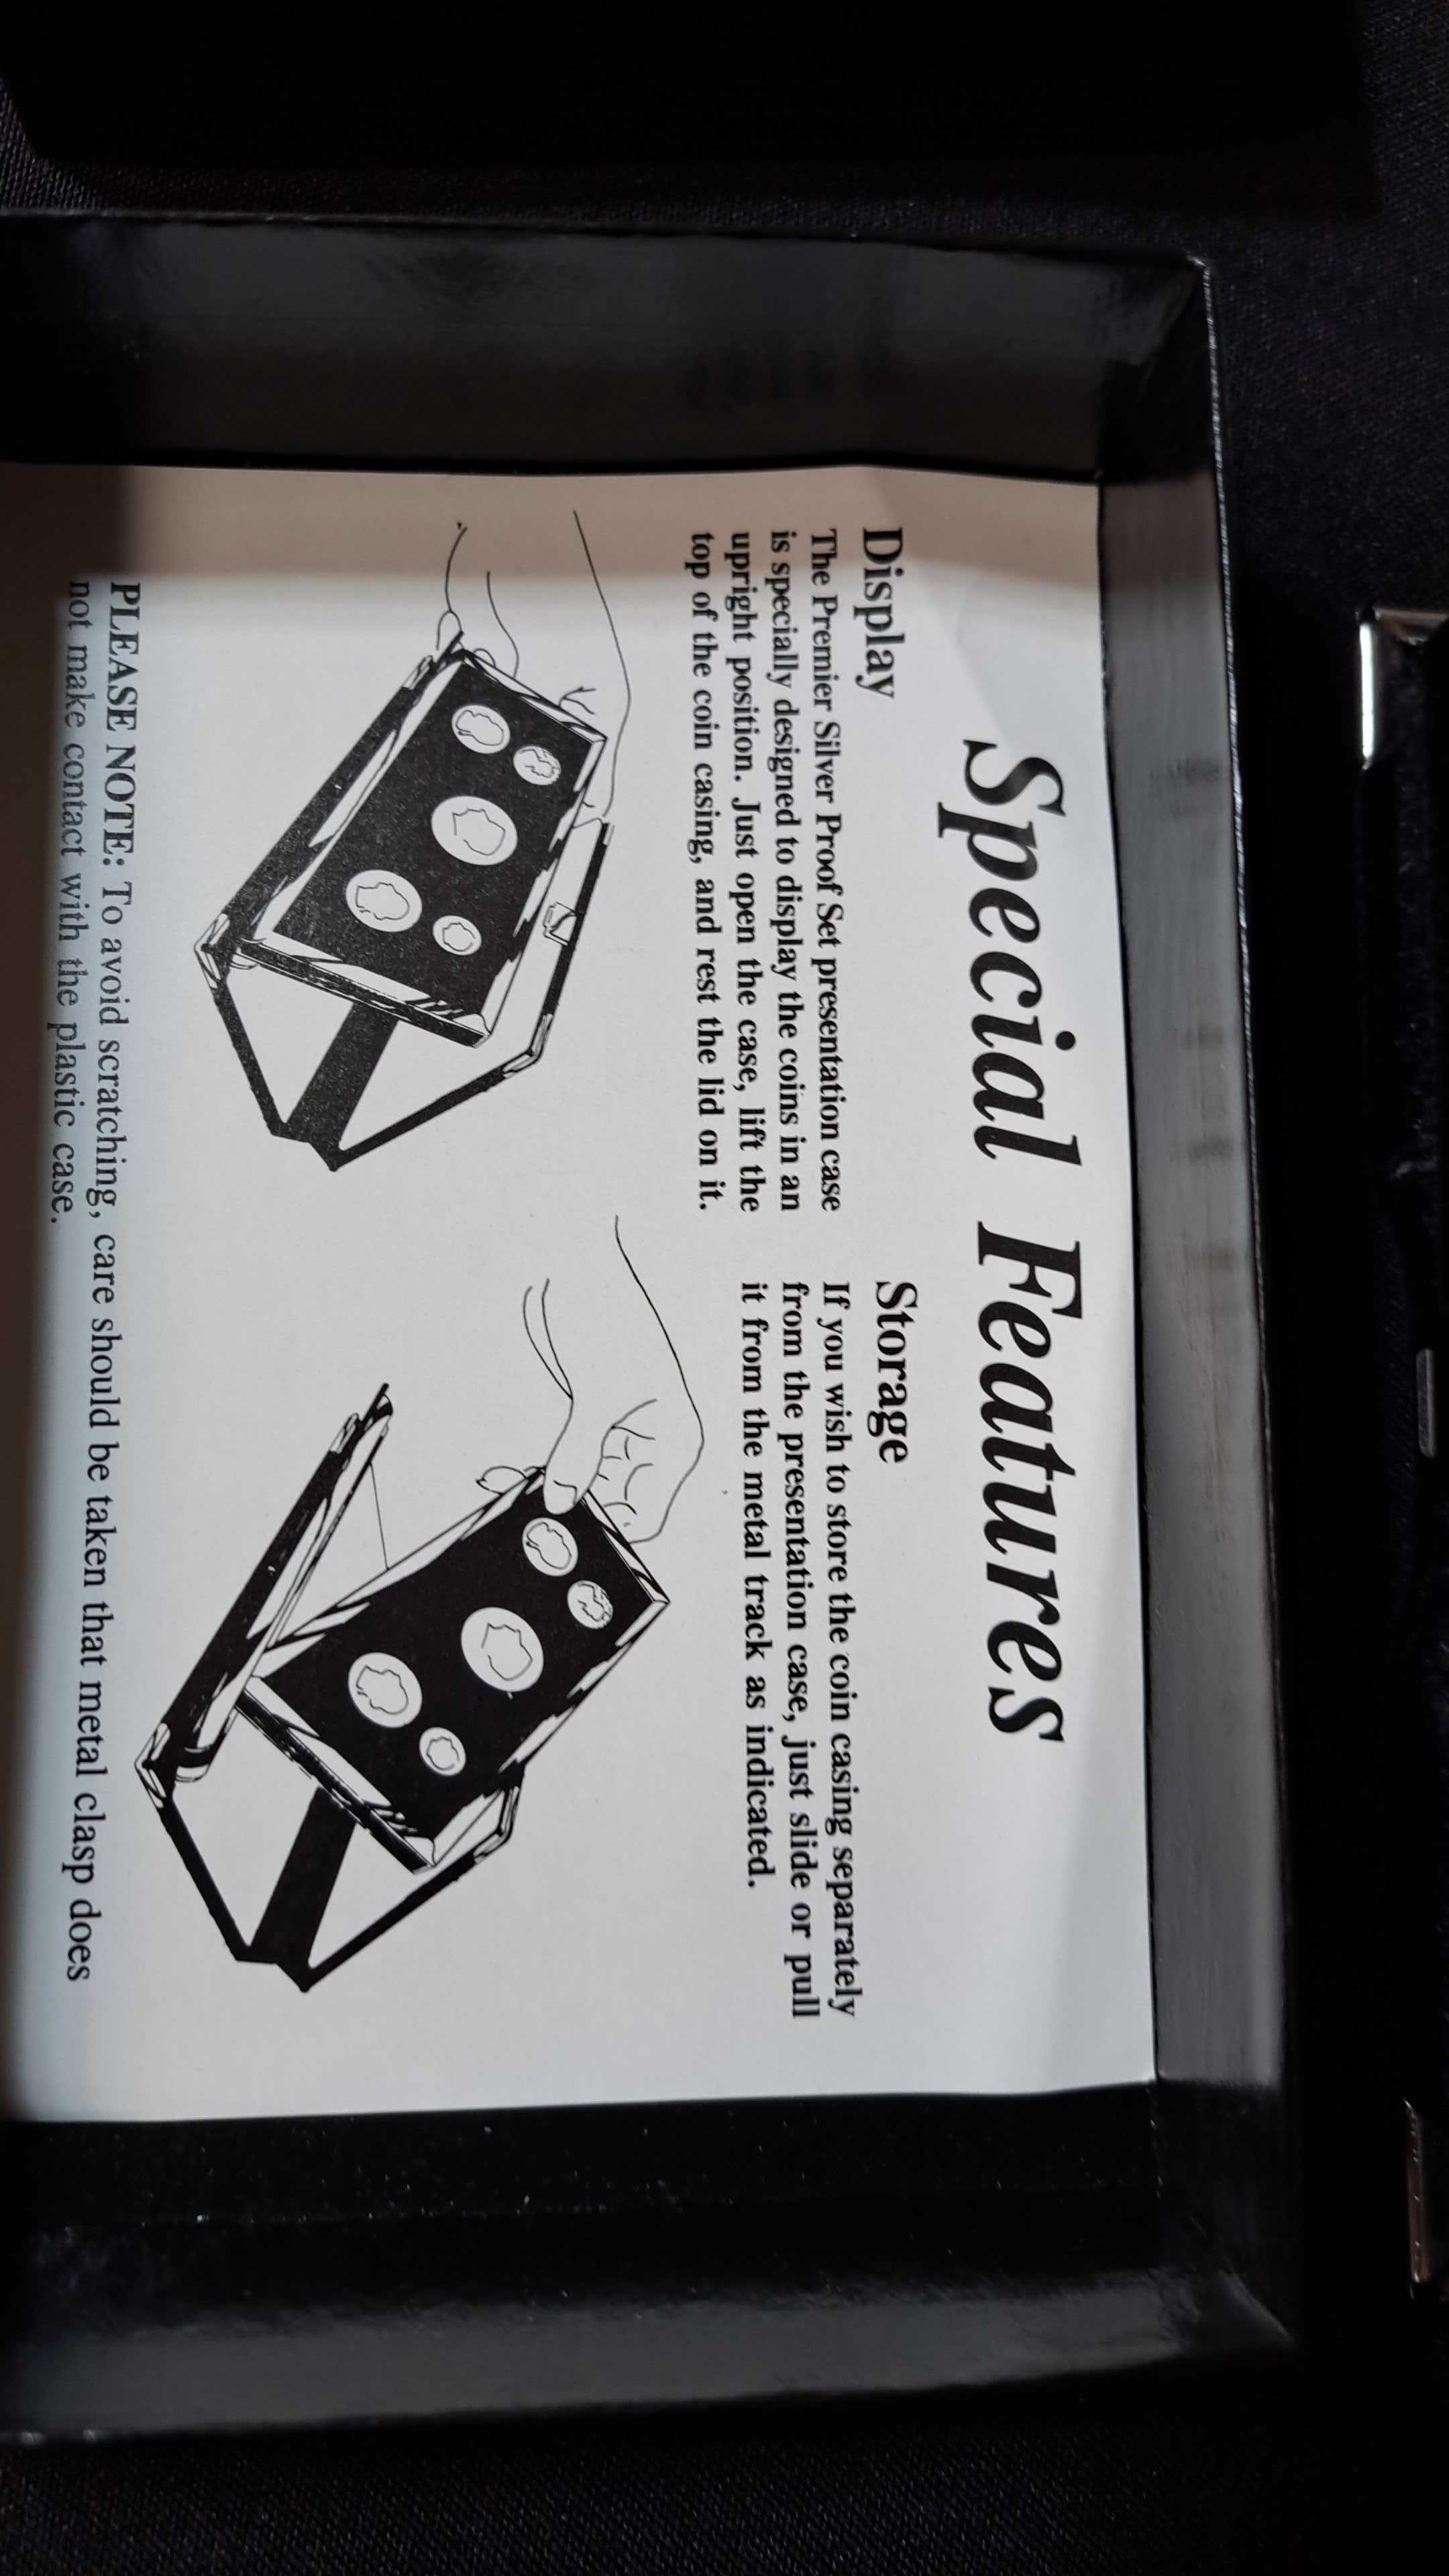 Special Features
Display
The Premier Silver Proof Set presentation case
is specially designed to display the coins in an
upright position. Just open the case, lift the
top of the coin casing, and rest the lid on it.
Storage
If you wish to store the coin casing separately
from the presentation case, just slide or pull
it from the metal track as indicated.
PLEASE NOTE: To avoid scratching, care should be taken that metal clasp does
not make contact with the plastic case.